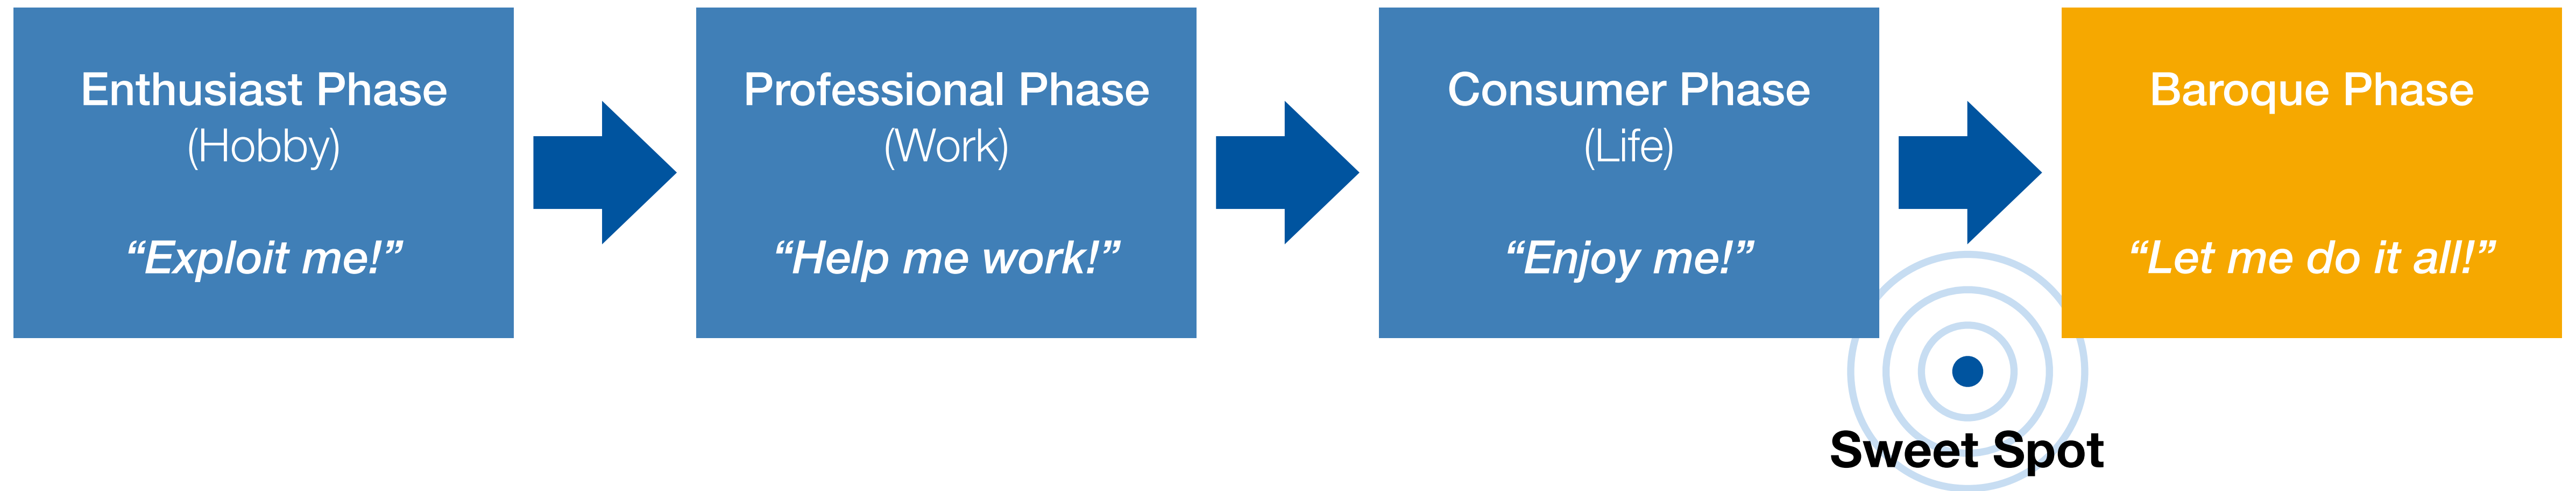 Enthusiast Phase
(Hobby)
“Exploit me!”
Professional Phase
(Work)
“Help me work!”
Consumer Phase
(Life)
“Enjoy me!”
Baroque Phase
“Let me do it all!”
Sweet Spot